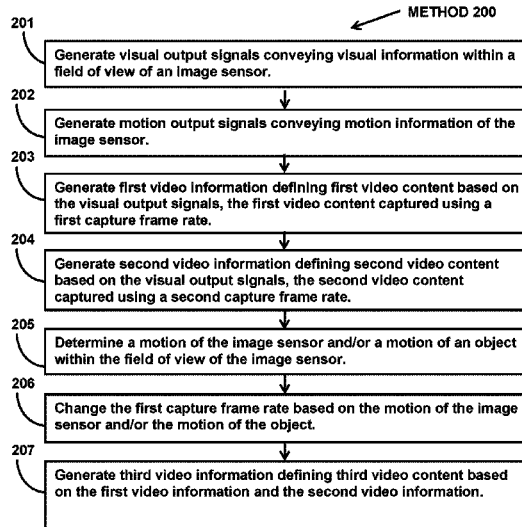 METHOD 200
201
Generate visual output signals conveying visual information within a
field of view of an image sensor.
202
Generate motion output signals conveying motion information of the
image sensor.
203
Generate first video information defining first video content based on
the visual output signals, the first video content captured using a
first capture frame rate.
204
Generate second video information defining second video content
based on the visual output signals, the second video content
captured using a second capture frame rate.
205
Determine a motion of the image sensor and/or a motion of an object
within the field of view of the image sensor.
206
Change the first capture frame rate based on the motion of the image
sensor and/or the motion of the object.
207
Generate third video information defining third video content based
on the first video information and the second video information.